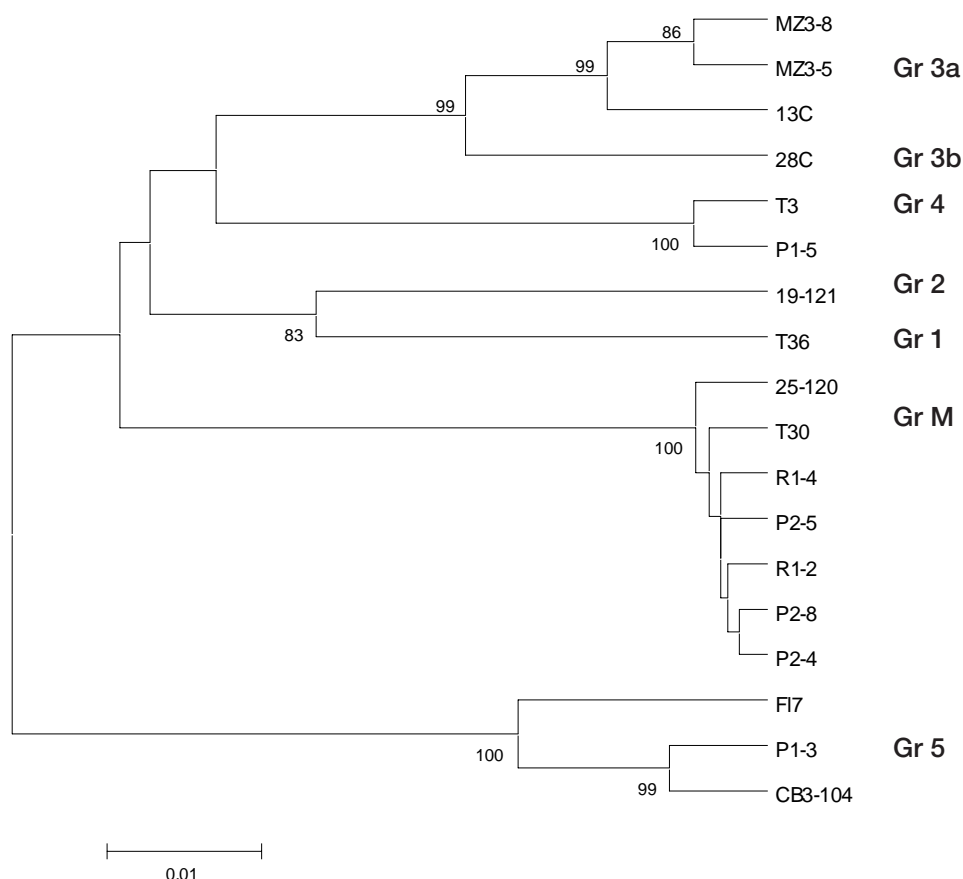 MZ3-8
86
MZ3-5
Gr 3a
99
13C
99
28C
Gr 3b
T3
Gr 4
P1-5
100
19-121
Gr 2
83
T36
Gr 1
25-120
Gr M
T30
100
R1-4
P2-5
R1-2
P2-8
P2-4
FI7
P1-3
Gr 5
100
99
CB3-104
0.01